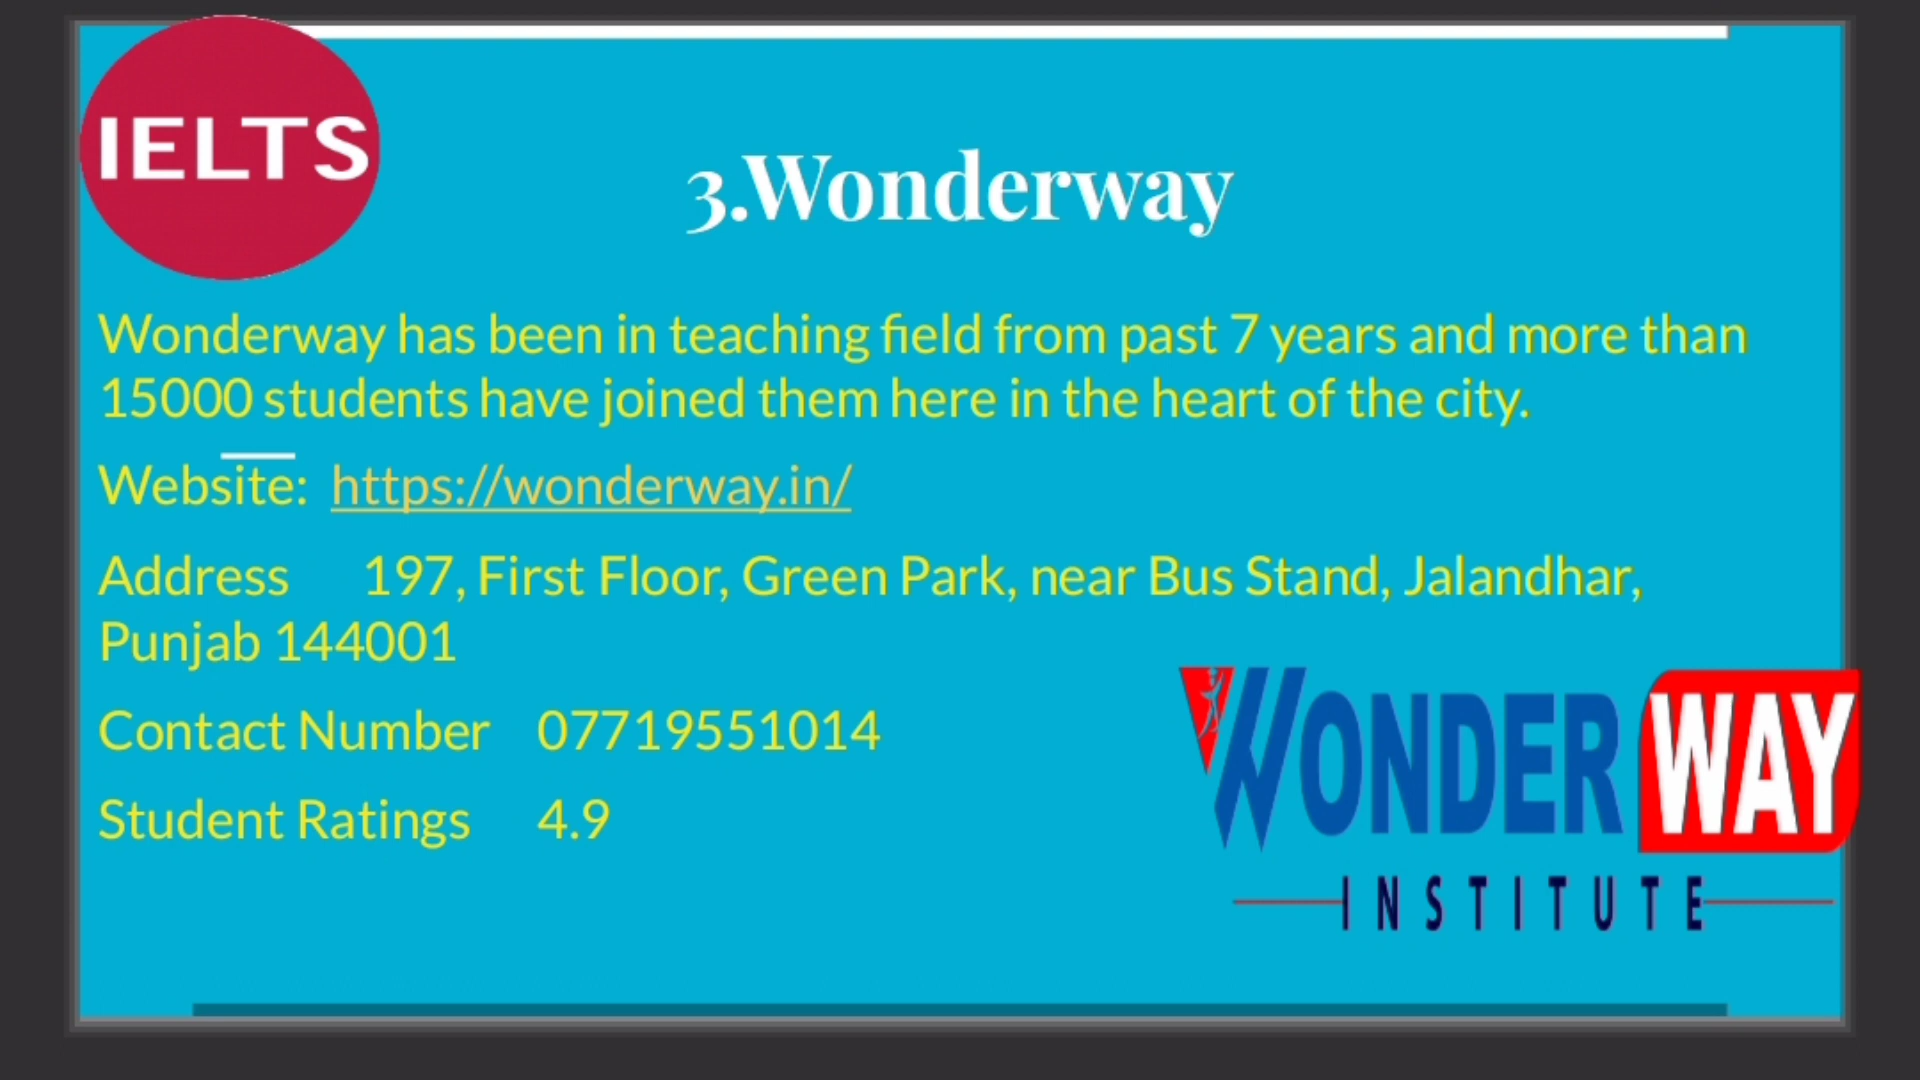 IELTS
3.Wonderway
Wonderway has been in teaching field from past 7 years and more than
15000 students have joined them here in the heart of the city.
Website: https://wonderway.in/
Address 197, First Floor, Green Park, near Bus Stand, Jalandhar,
Punjab 144001
Contact Number 07719551014
Student Ratings 4.9
WONDER WAY
INSTITUTE